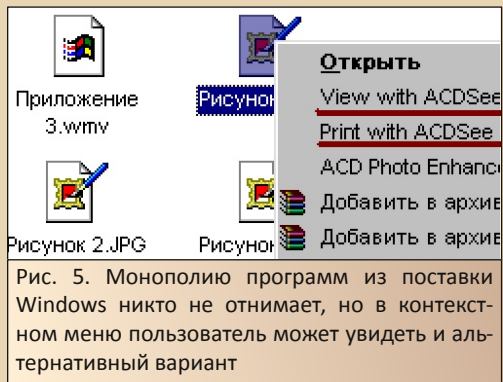 Приложение
3.wmv
Рисунок
Рисунок 2.JPG
Рисунок
Открыть
View with ACDSee
Print with ACDSee
ACD Photo Enhanc
Добавить в архив
Добавить в архив
Рис. 5. Монополию программ из поставки
Windows никто не отнимает, но в контекст-
ном меню пользователь может увидеть и аль-
тернативный вариант